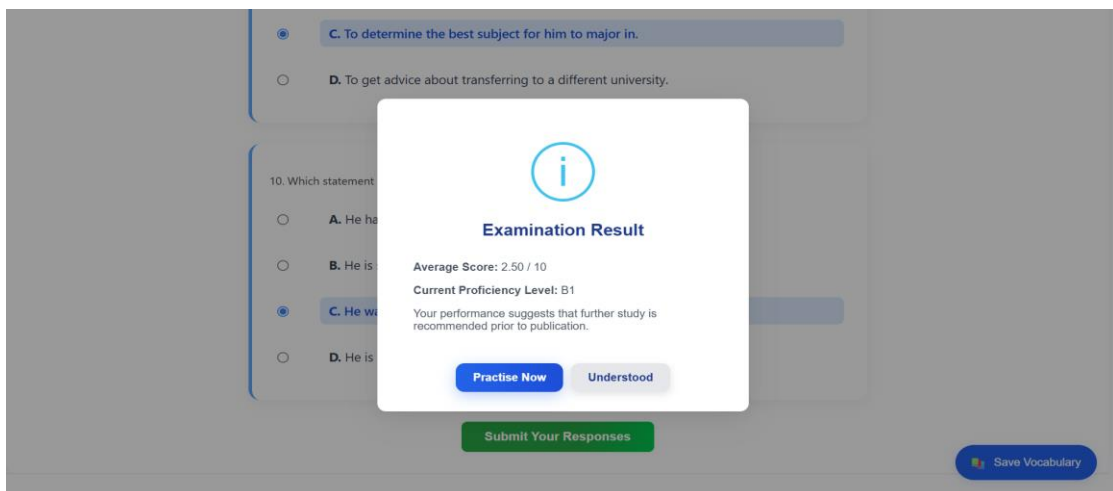 C. To determine the best subject for him to major in.
D. To get advice about transferring to a different university.
10. Which statement
A. He ha
B. He is
C. He wa
D. He is
i
Examination Result
Average Score: 2.50 / 10
Current Proficiency Level: B1
Your performance suggests that further study is
recommended prior to publication.
Practise Now Understood
Submit Your Responses
Save Vocabulary